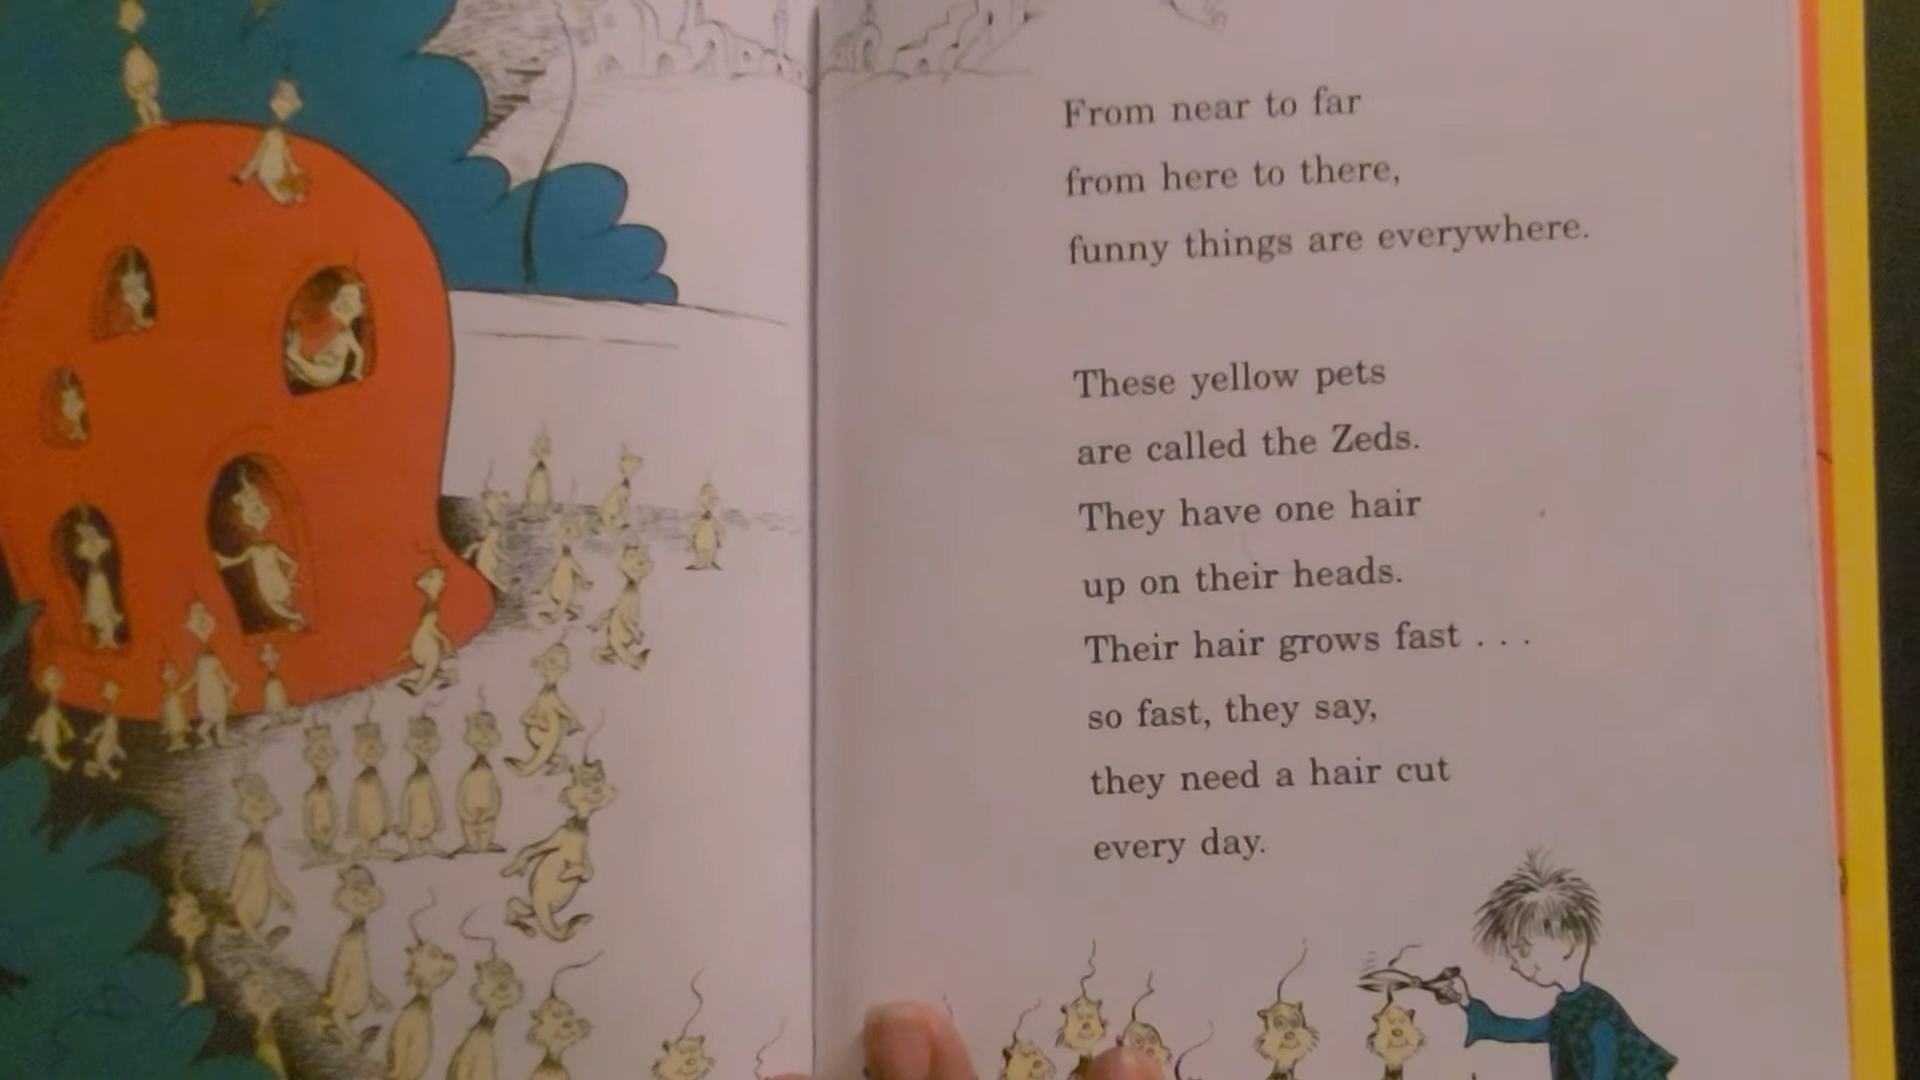 From near to far
from here to there,
funny things are everywhere.
These yellow pets
are called the Zeds.
They have one hair
up on their heads.
Their hair grows fast . . .
so fast, they say,
they need a hair cut
every day.